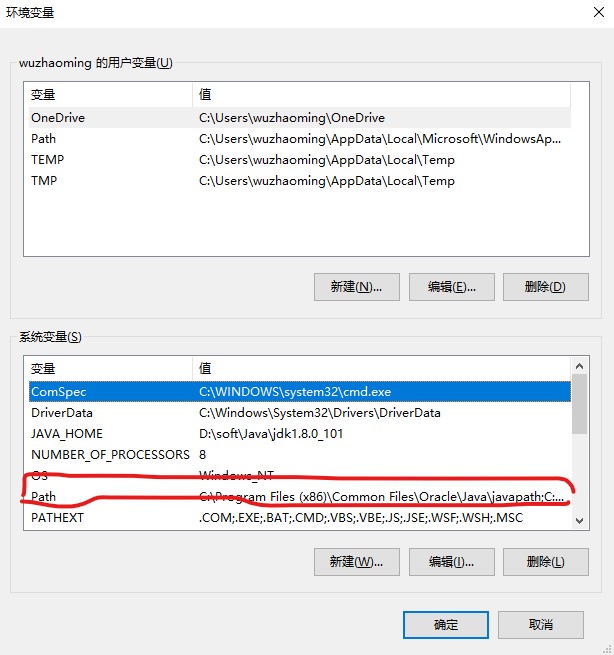 环境变量
wuzhaoming 的用户变量(U)
变量 值
OneDrive C:\Users\wuzhaoming\OneDrive
Path C:\Users\wuzhaoming\AppData\Local\Microsoft\WindowsAp...
TEMP C:\Users\wuzhaoming\AppData\Local\Temp
TMP C:\Users\wuzhaoming\AppData\Local\Temp
新建(N)... 编辑(E)... 删除(D)
系统变量(S)
变量 值
ComSpec C:\WINDOWS\system32\cmd.exe
DriverData C:\Windows\System32\Drivers\DriverData
JAVA_HOME D:\soft\Java\jdk1.8.0_101
NUMBER_OF_PROCESSORS 8
OS Windows_NT
Path C:\Program Files (x86)\Common Files\Oracle\Java\javapath;C:...
PATHEXT .COM;.EXE;.BAT;.CMD;.VBS;.VBE;.JS;.JSE;.WSF;.WSH;.MSC
新建(W)... 编辑(I)... 删除(L)
确定 取消